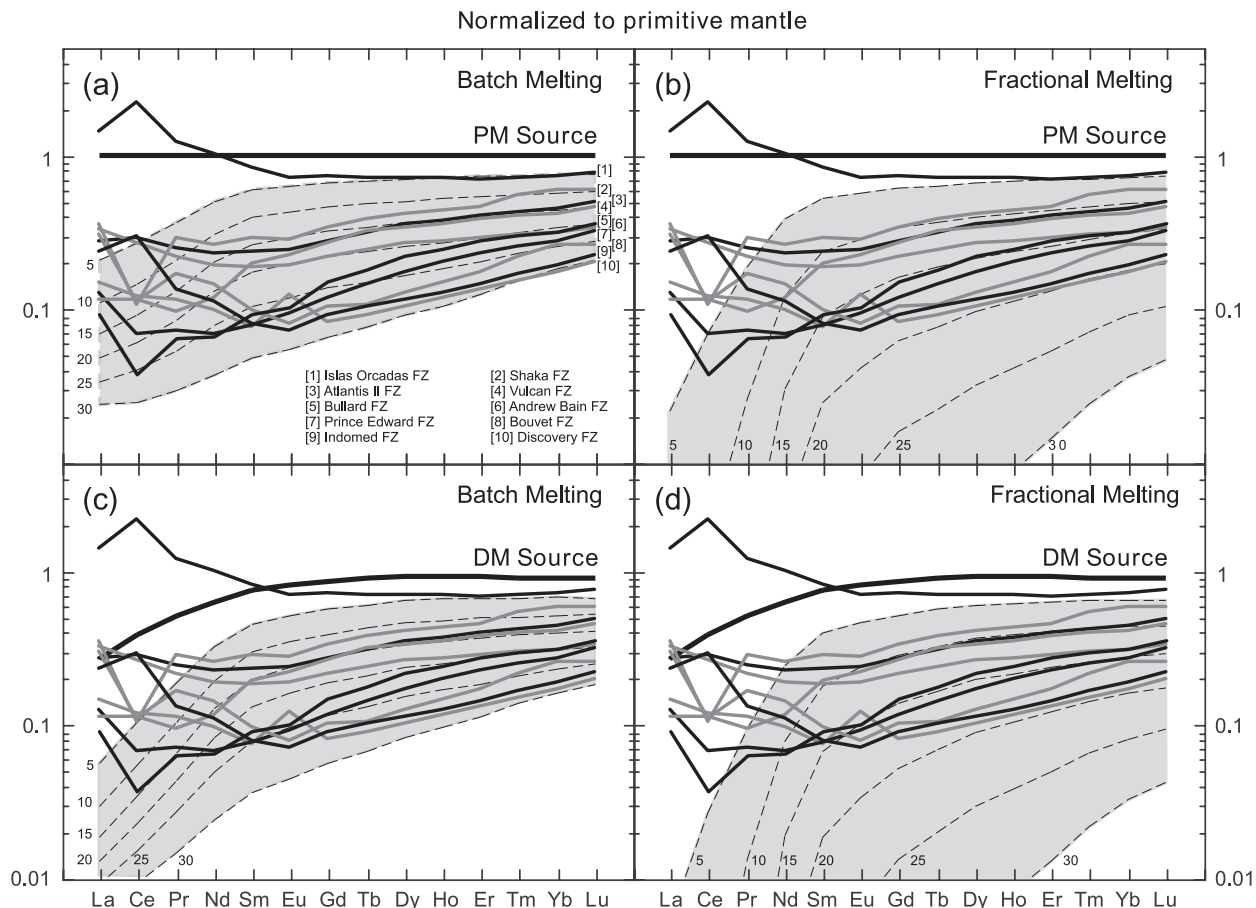 Normalized to primitive mantle
(a)
Batch Melting
PM Source
1
0.1
5
10
15
20
25
30
[1]
[2]
[3]
[4]
[5]
[6]
[7]
[8]
[9]
[10]
[1] Islas Orcadas FZ
[2] Shaka FZ
[3] Atlantis II FZ
[4] Vulcan FZ
[5] Bullard FZ
[6] Andrew Bain FZ
[7] Prince Edward FZ
[8] Bouvet FZ
[9] Indomed FZ
[10] Discovery FZ
(b)
Fractional Melting
PM Source
1
0.1
5
10
15
20
25
3 0
(c)
Batch Melting
DM Source
1
0.1
0.01
5
10
15
20
25
30
(d)
Fractional Melting
DM Source
1
0.1
0.01
5
10
15
20
25
30
La Ce Pr Nd Sm Eu Gd Tb Dy Ho Er Tm Yb Lu
La Ce Pr Nd Sm Eu Gd Tb Dy Ho Er Tm Yb Lu